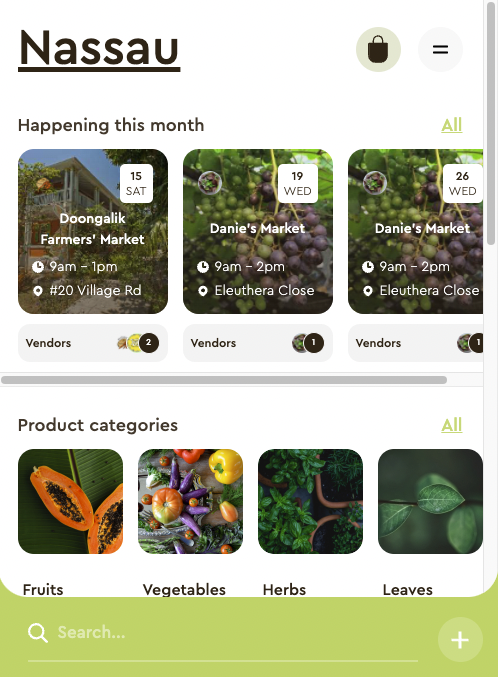 Nassau
Happening this month
All
15
SAT
Doongalik
Farmers' Market
9am – 1pm
#20 Village Rd
19
WED
Danie's Market
9am – 2pm
Eleuthera Close
26
WED
Danie's Market
9am – 2pm
Eleuthera Close
Vendors
2
Vendors
1
Vendors
1
Product categories
All
Fruits
Vegetables
Herbs
Leaves
Search...